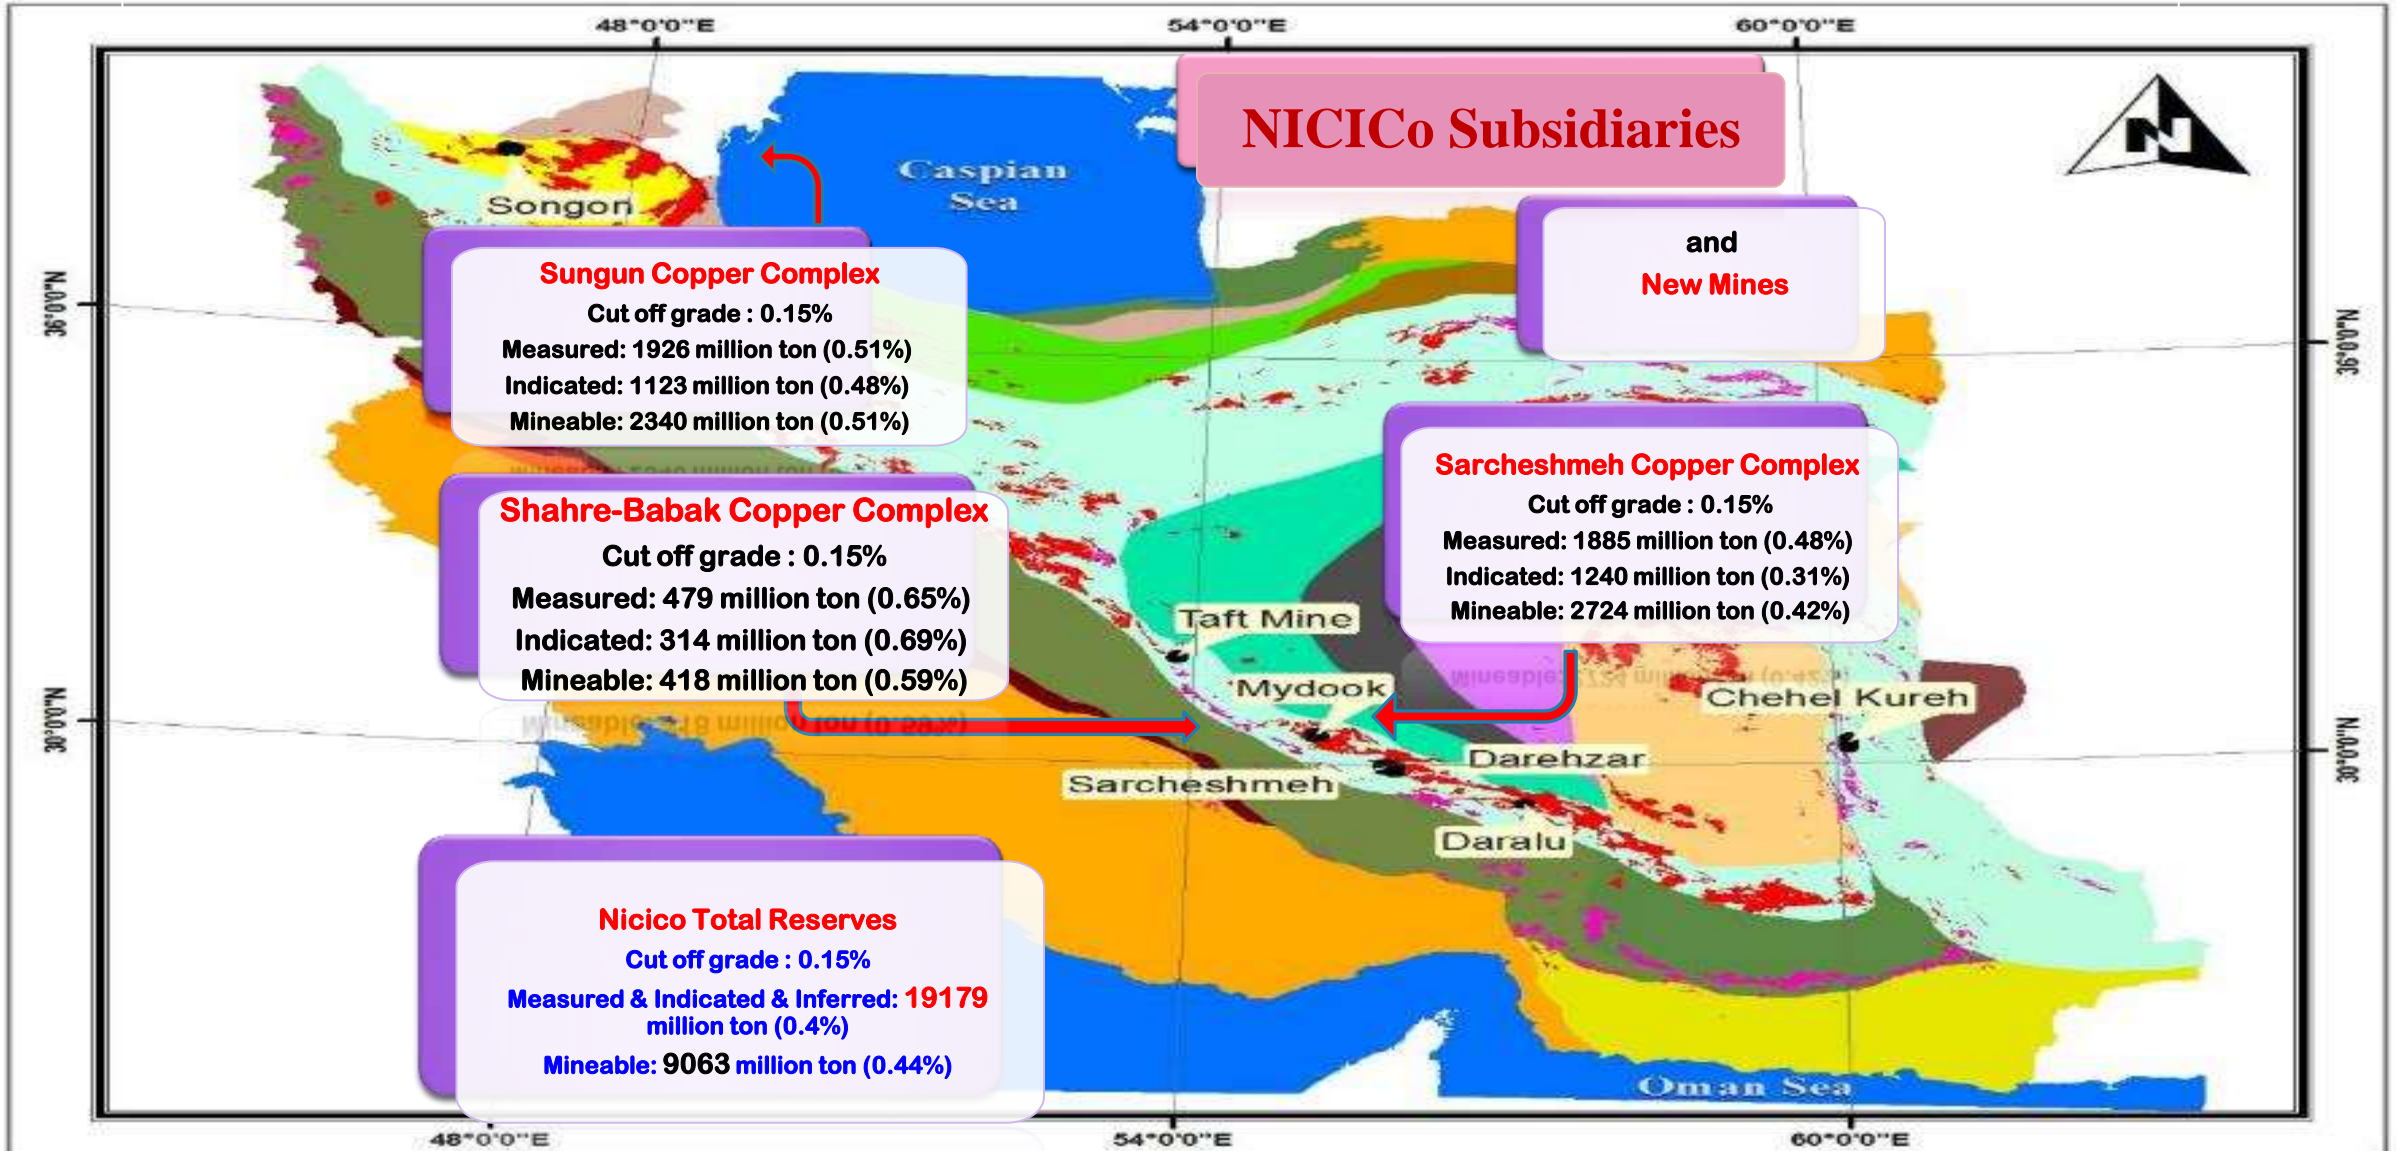 48°0'0"E
54°0'0"E
60°0'0"E
NICICo Subsidiaries
Caspian
Sea
Songon
and
New Mines
Sungun Copper Complex
Cut off grade : 0.15%
Measured: 1926 million ton (0.51%)
Indicated: 1123 million ton (0.48%)
Mineable: 2340 million ton (0.51%)
36°0'0"N
36°0'0"N
Sarcheshmeh Copper Complex
Cut off grade : 0.15%
Measured: 1885 million ton (0.48%)
Indicated: 1240 million ton (0.31%)
Mineable: 2724 million ton (0.42%)
Shahre-Babak Copper Complex
Cut off grade : 0.15%
Measured: 479 million ton (0.65%)
Indicated: 314 million ton (0.69%)
Mineable: 418 million ton (0.59%)
Taft Mine
Mydook
Chehel Kureh
30°0'0"N
30°0'0"N
Darehzar
Sarcheshmeh
Daralu
Nicico Total Reserves
Cut off grade : 0.15%
Measured & Indicated & Inferred: 19179
million ton (0.4%)
Mineable: 9063 million ton (0.44%)
Oman Sea
48°0'0"E
54°0'0"E
60°0'0"E
N